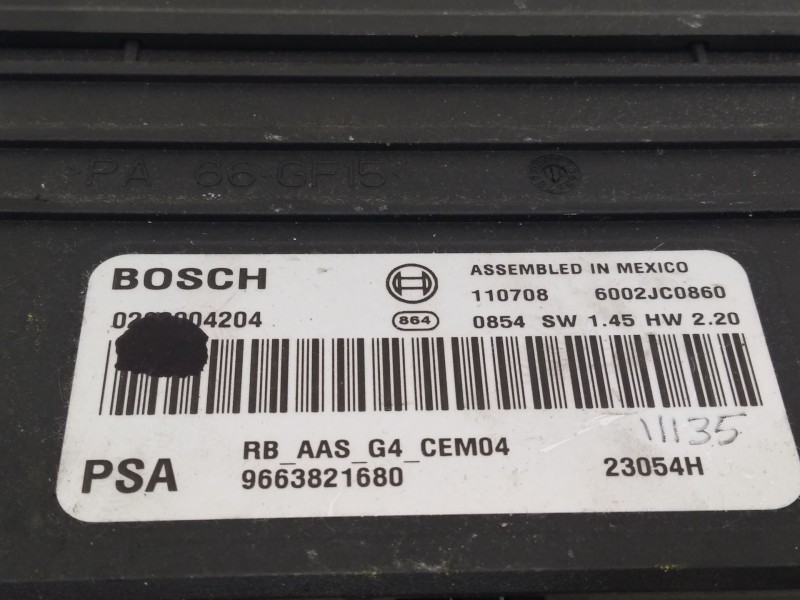 PA 66-GF15
BOSCH
ASSEMBLED IN MEXICO
110708 6002JC0860
864
0854 SW 1.45 HW 2.20
11135
PSA
RB_AAS_G4_CEM04
9663821680
23054H